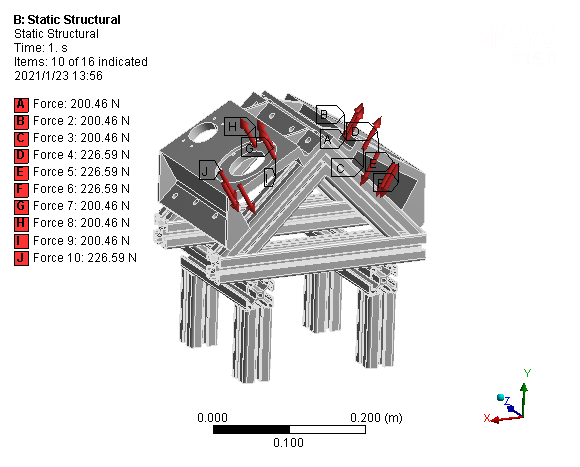 B: Static Structural
Static Structural
Time: 1. s
Items: 10 of 16 indicated
2021/1/23 13:56
A Force: 200.46 N
B Force 2: 200.46 N
C Force 3: 200.46 N
D Force 4: 226.59 N
E Force 5: 226.59 N
F Force 6: 226.59 N
G Force 7: 200.46 N
H Force 8: 200.46 N
I Force 9: 200.46 N
J Force 10: 226.59 N
B
H
D
A
G
E
J
C
F
0.000 0.200 (m)
0.100
Y
Z
X